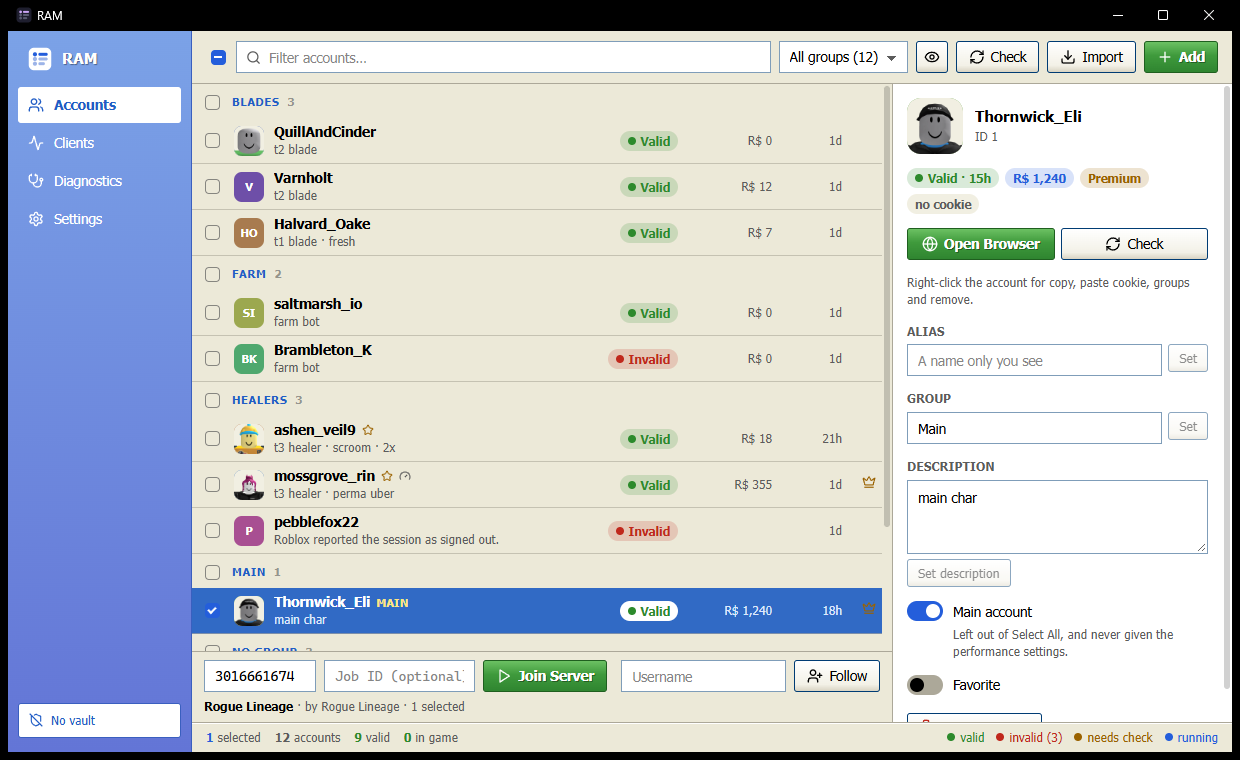 RAM
RAM
Accounts
Clients
Diagnostics
Settings
No vault
Filter accounts...
All groups (12)
Check
Import
Add
BLADES 3
QuillAndCinder
t2 blade
Valid
R$ 0
1d
V
Varnholt
t2 blade
Valid
R$ 12
1d
HO
Halvard_Oake
t1 blade · fresh
Valid
R$ 7
1d
FARM 2
SI
saltmarsh_io
farm bot
Valid
R$ 0
1d
BK
Brambleton_K
farm bot
Invalid
R$ 0
1d
HEALERS 3
ashen_veil9
t3 healer · scroom · 2x
Valid
R$ 18
21h
mossgrove_rin
t3 healer · perma uber
Valid
R$ 355
1d
P
pebblefox22
Roblox reported the session as signed out.
Invalid
1d
MAIN 1
Thornwick_Eli MAIN
main char
Valid
R$ 1,240
18h
NO GROUP
3016661674
Job ID (optional)
Join Server
Username
Follow
Rogue Lineage · by Rogue Lineage · 1 selected
1 selected 12 accounts 9 valid 0 in game
valid invalid (3) needs check running
Thornwick_Eli
ID 1
Valid · 15h R$ 1,240 Premium
no cookie
Open Browser
Check
Right-click the account for copy, paste cookie, groups
and remove.
ALIAS
A name only you see
Set
GROUP
Main
Set
DESCRIPTION
main char
Set description
Main account
Left out of Select All, and never given the
performance settings.
Favorite